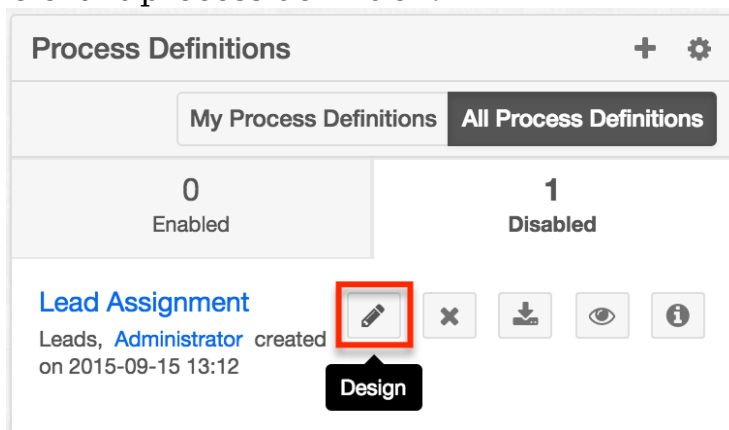 Process Definitions
My Process Definitions All Process Definitions
0 1
Enabled Disabled
Lead Assignment
Leads, Administrator created
on 2015-09-15 13:12
Design